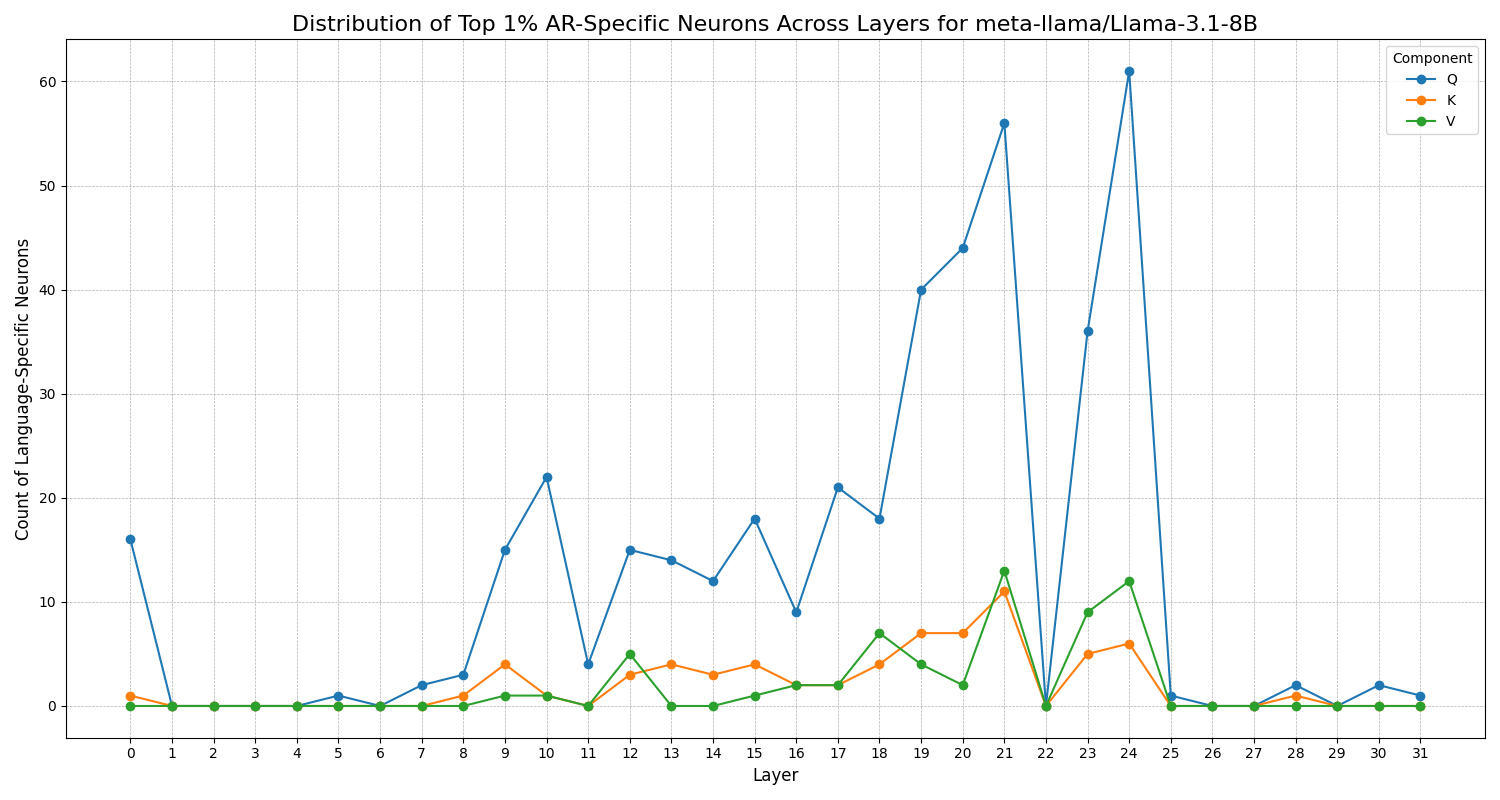 Distribution of Top 1% AR-Specific Neurons Across Layers for meta-llama/Llama-3.1-8B
Component
Q
K
V
Count of Language-Specific Neurons
60
50
40
30
20
10
0
0 1 2 3 4 5 6 7 8 9 10 11 12 13 14 15 16 17 18 19 20 21 22 23 24 25 26 27 28 29 30 31
Layer